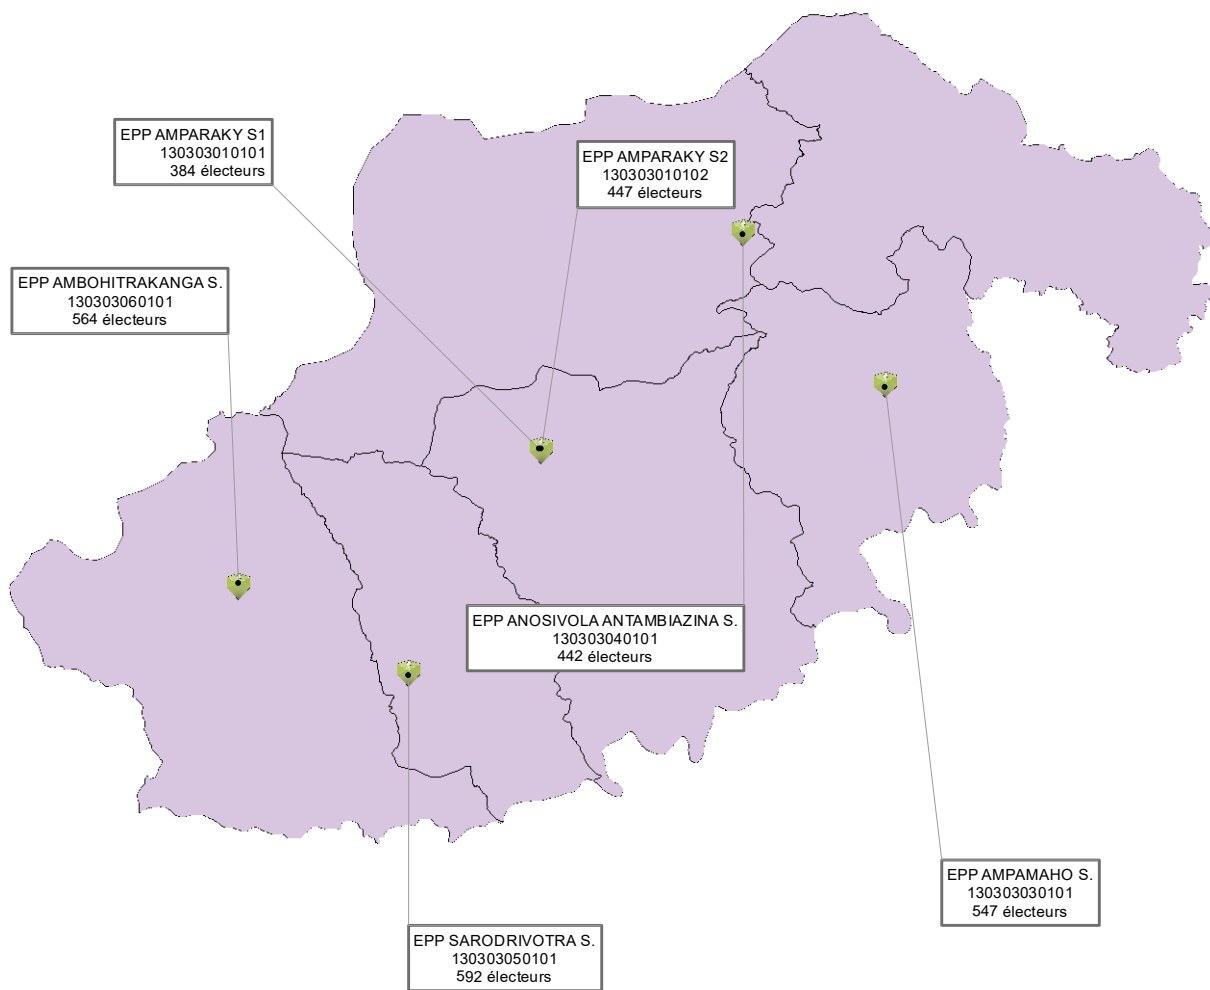 EPP AMPARAKY S1
130303010101
384 électeurs
EPP AMPARAKY S2
130303010102
447 électeurs
EPP AMBOHITRAKANGA S.
130303060101
564 électeurs
EPP ANOSIVOLA ANTAMBIAZINA S.
130303040101
442 électeurs
EPP AMPAMAHO S.
130303030101
547 électeurs
EPP SARODRIVOTRA S.
130303050101
592 électeurs